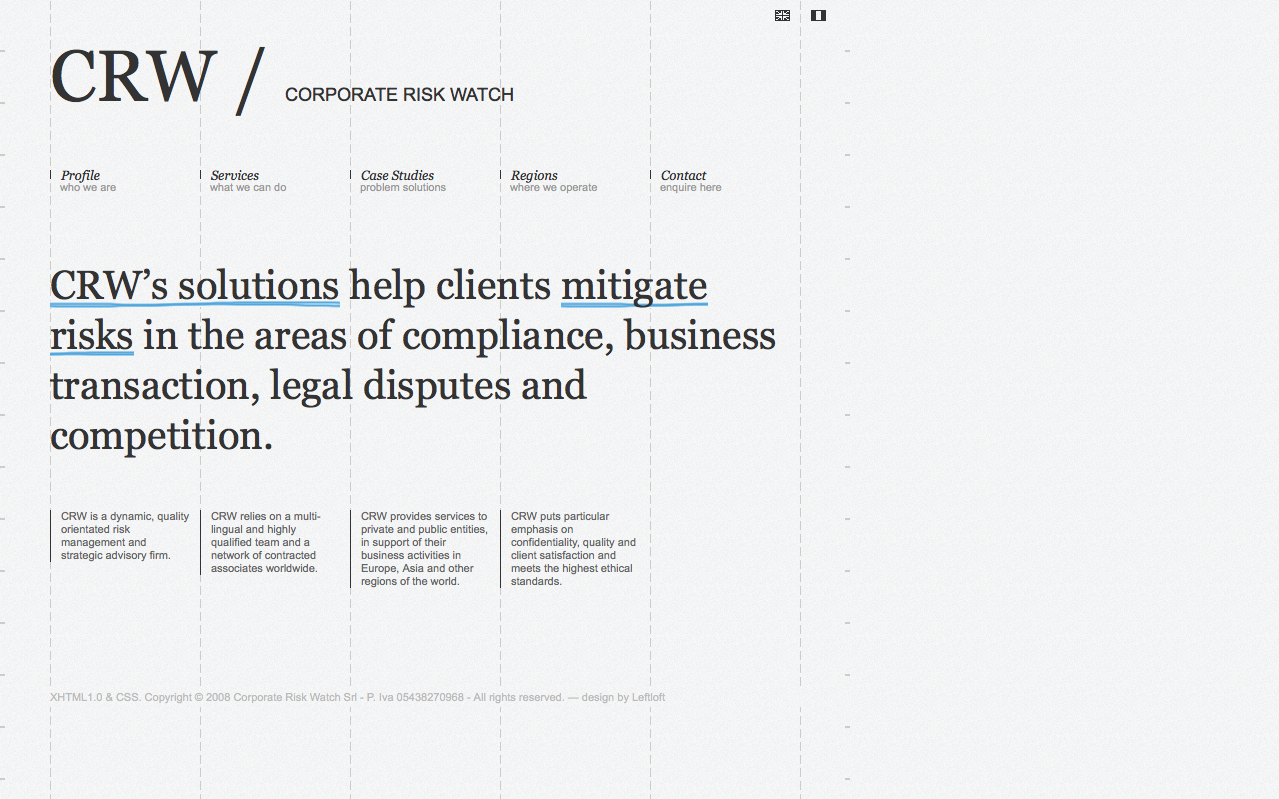 CRW / CORPORATE RISK WATCH
Profile
who we are
Services
what we can do
Case Studies
problem solutions
Regions
where we operate
Contact
enquire here
CRW’s solutions help clients mitigate
risks in the areas of compliance, business
transaction, legal disputes and
competition.
CRW is a dynamic, quality
orientated risk
management and
strategic advisory firm.
CRW relies on a multi-
lingual and highly
qualified team and a
network of contracted
associates worldwide.
CRW provides services to
private and public entities,
in support of their
business activities in
Europe, Asia and other
regions of the world.
CRW puts particular
emphasis on
confidentiality, quality and
client satisfaction and
meets the highest ethical
standards.
XHTML1.0 & CSS. Copyright © 2008 Corporate Risk Watch Srl - P. Iva 05438270968 - All rights reserved. — design by Leftloft